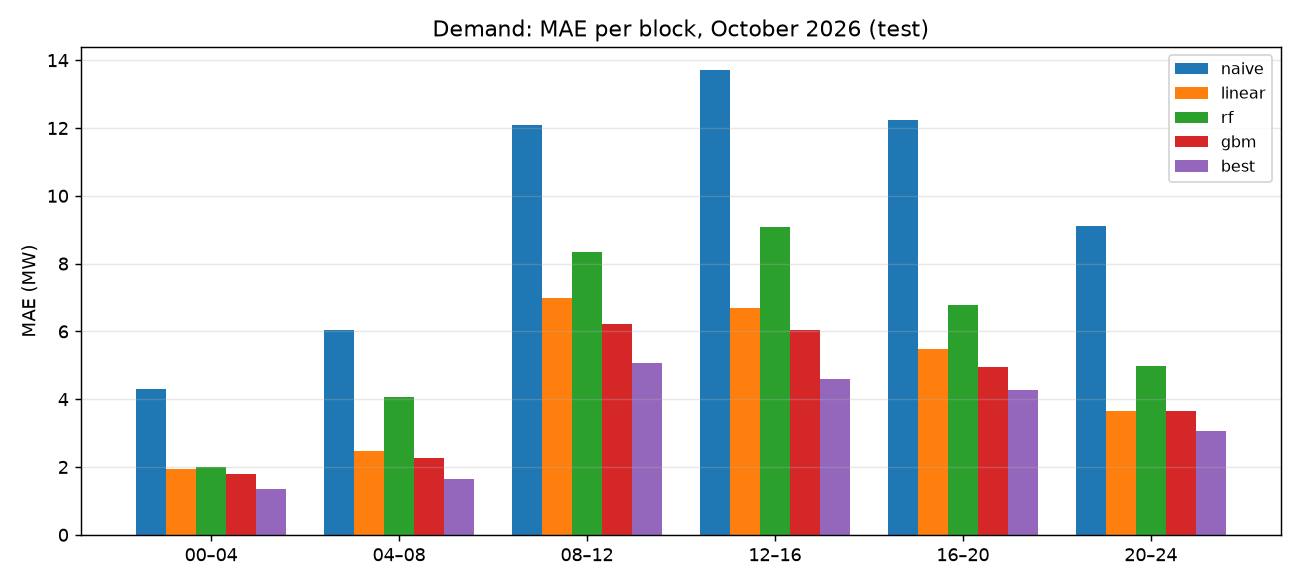 Demand: MAE per block, October 2026 (test)
MAE (MW)
14
12
10
8
6
4
2
0
00–04
04–08
08–12
12–16
16–20
20–24
naive
linear
rf
gbm
best